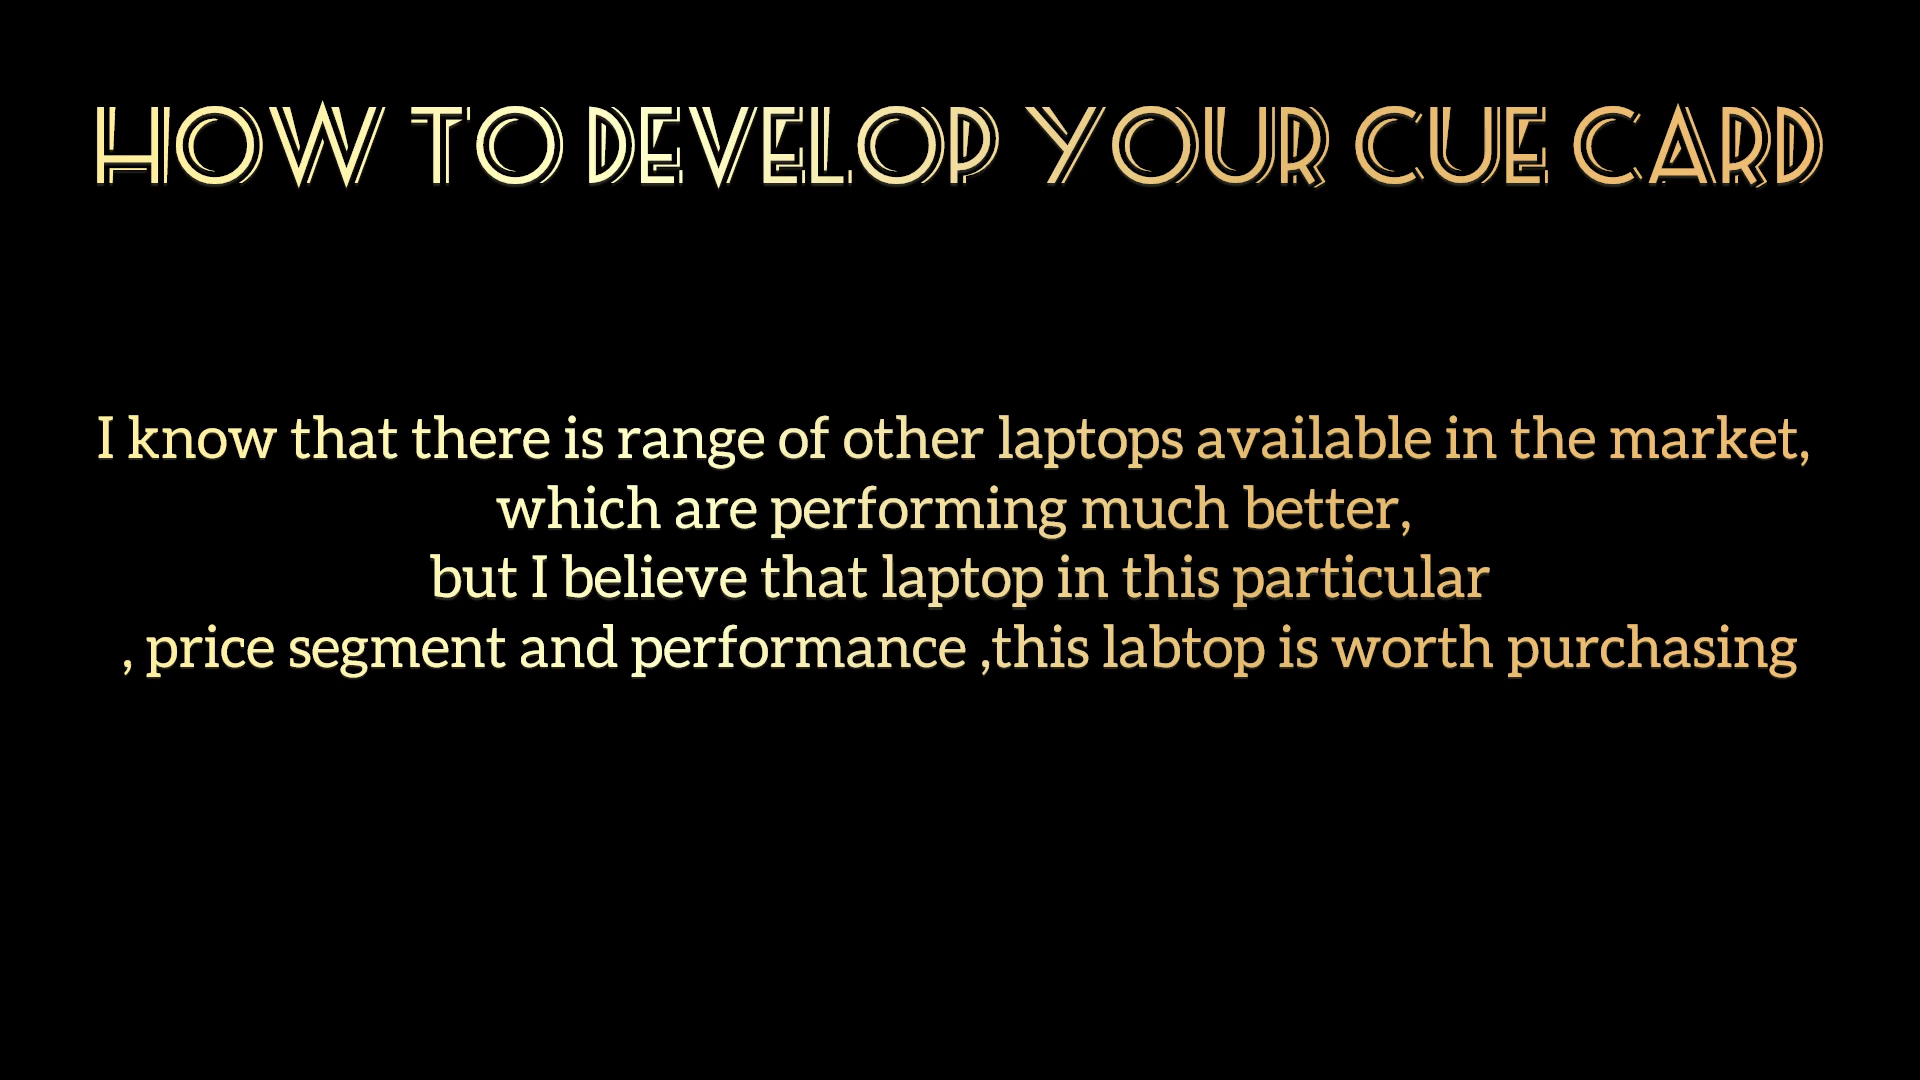 HOW TO DEVELOP YOUR CUE CARD
I know that there is range of other laptops available in the market,
which are performing much better,
but I believe that laptop in this particular
, price segment and performance ,this labtop is worth purchasing